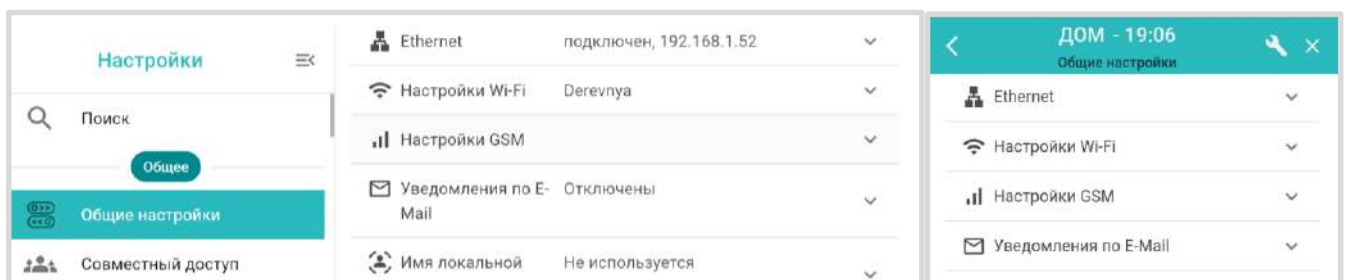 Настройки
Поиск
Общее
Общие настройки
Совместный доступ
Ethernet подключен, 192.168.1.52
Настройки Wi-Fi Derevnya
Настройки GSM
Уведомления по E- Отключены
Mail
Имя локальной Не используется
ДОМ - 19:06
Общие настройки
Ethernet
Настройки Wi-Fi
Настройки GSM
Уведомления по E-Mail